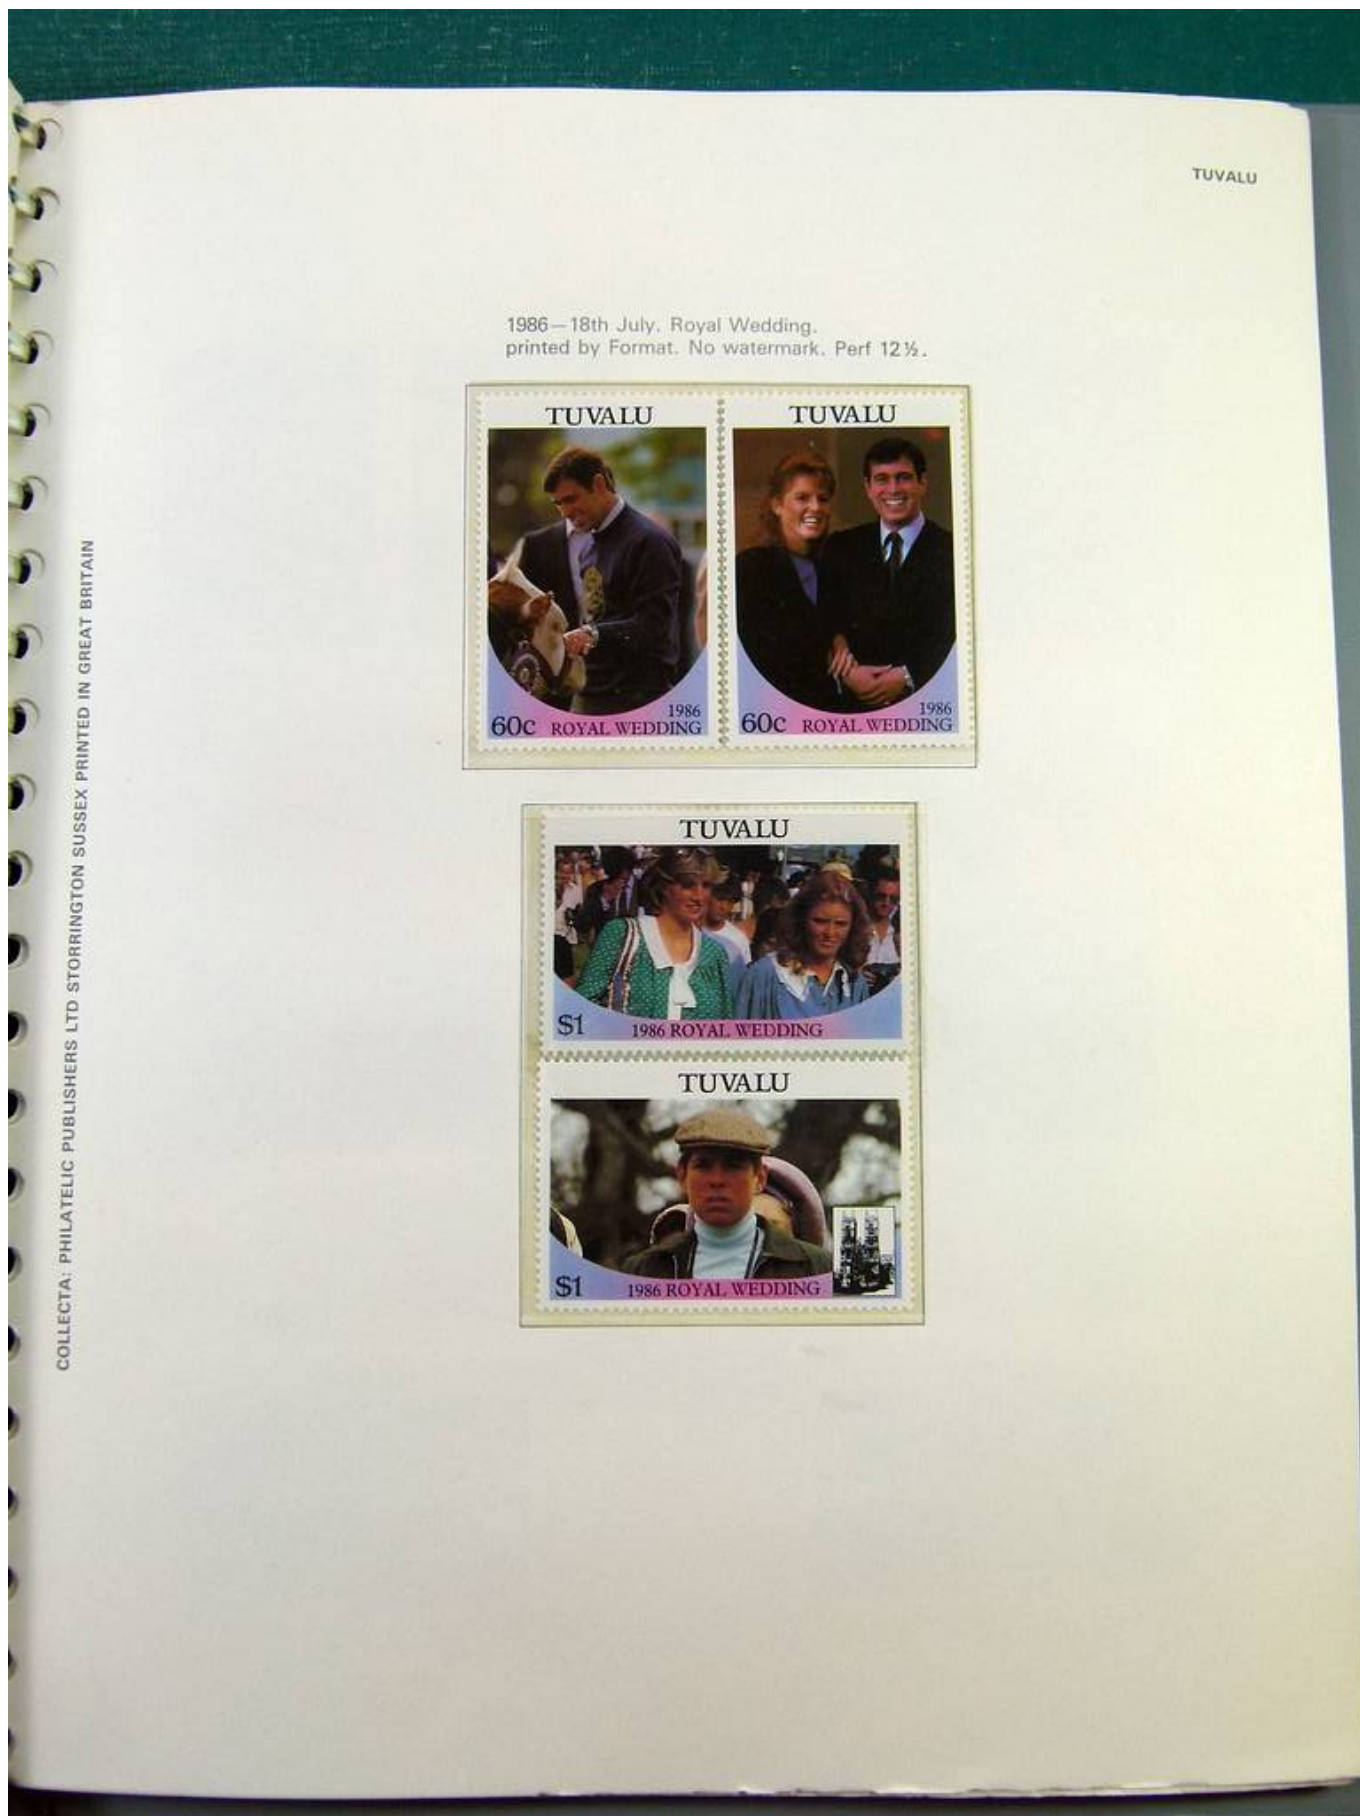 TUVALU
1986—18th July. Royal Wedding.
printed by Format. No watermark. Perf 12½.
TUVALU
1986
60c ROYAL WEDDING
TUVALU
1986
60c ROYAL WEDDING
TUVALU
$1 1986 ROYAL WEDDING
TUVALU
$1 1986 ROYAL WEDDING
COLLECTA: PHILATELIC PUBLISHERS LTD STORRINGTON SUSSEX PRINTED IN GREAT BRITAIN